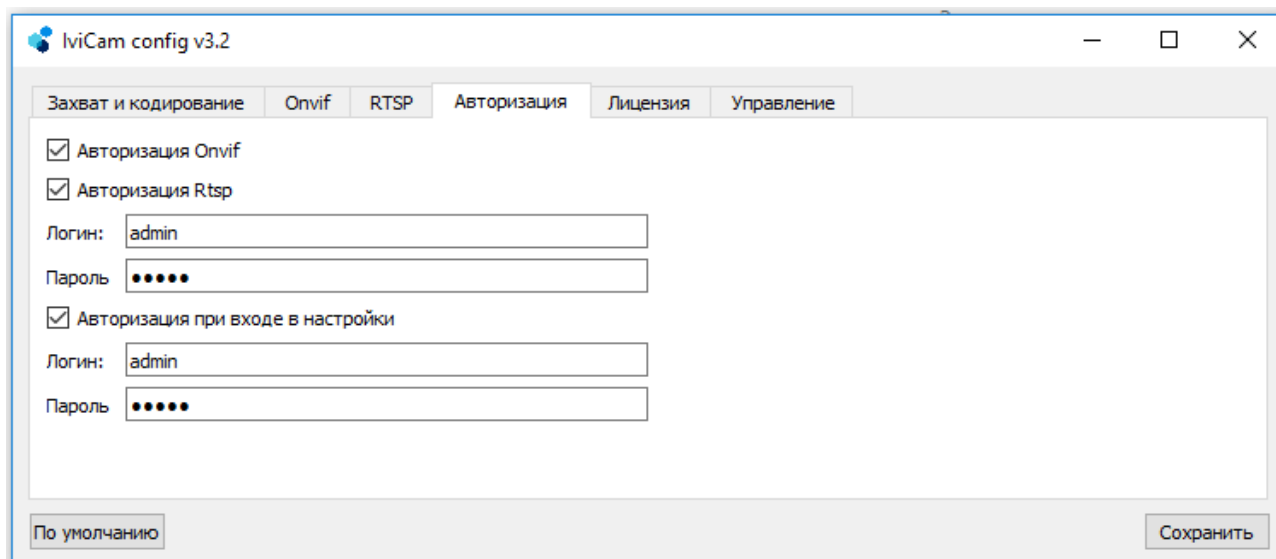 IviCam config v3.2
Захват и кодирование Onvif RTSP Авторизация Лицензия Управление
Авторизация Onvif
Авторизация Rtsp
Логин: admin
Пароль •••••
Авторизация при входе в настройки
Логин: admin
Пароль •••••
По умолчанию Сохранить